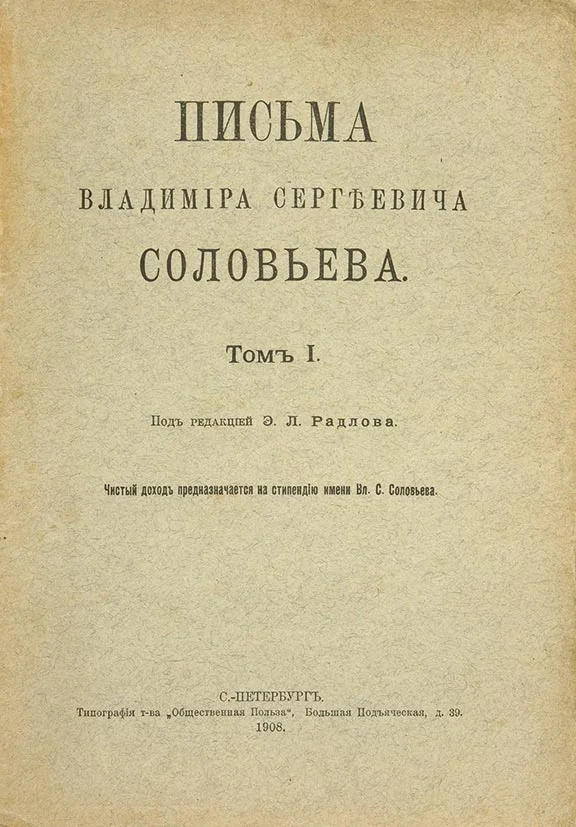 ПИСЬМА
ВЛАДИМІРА СЕРГѢЕВИЧА
СОЛОВЬЕВА.
Томъ I.
Подъ редакціей Э. Л. Радлова.
Чистый доходъ предназначается на стипендію имени Вл. С. Соловьева.
С.-ПЕТЕРБУРГЪ.
Типографія т-ва „Общественная Польза“, Большая Подъяческая, д. 39.
1908.